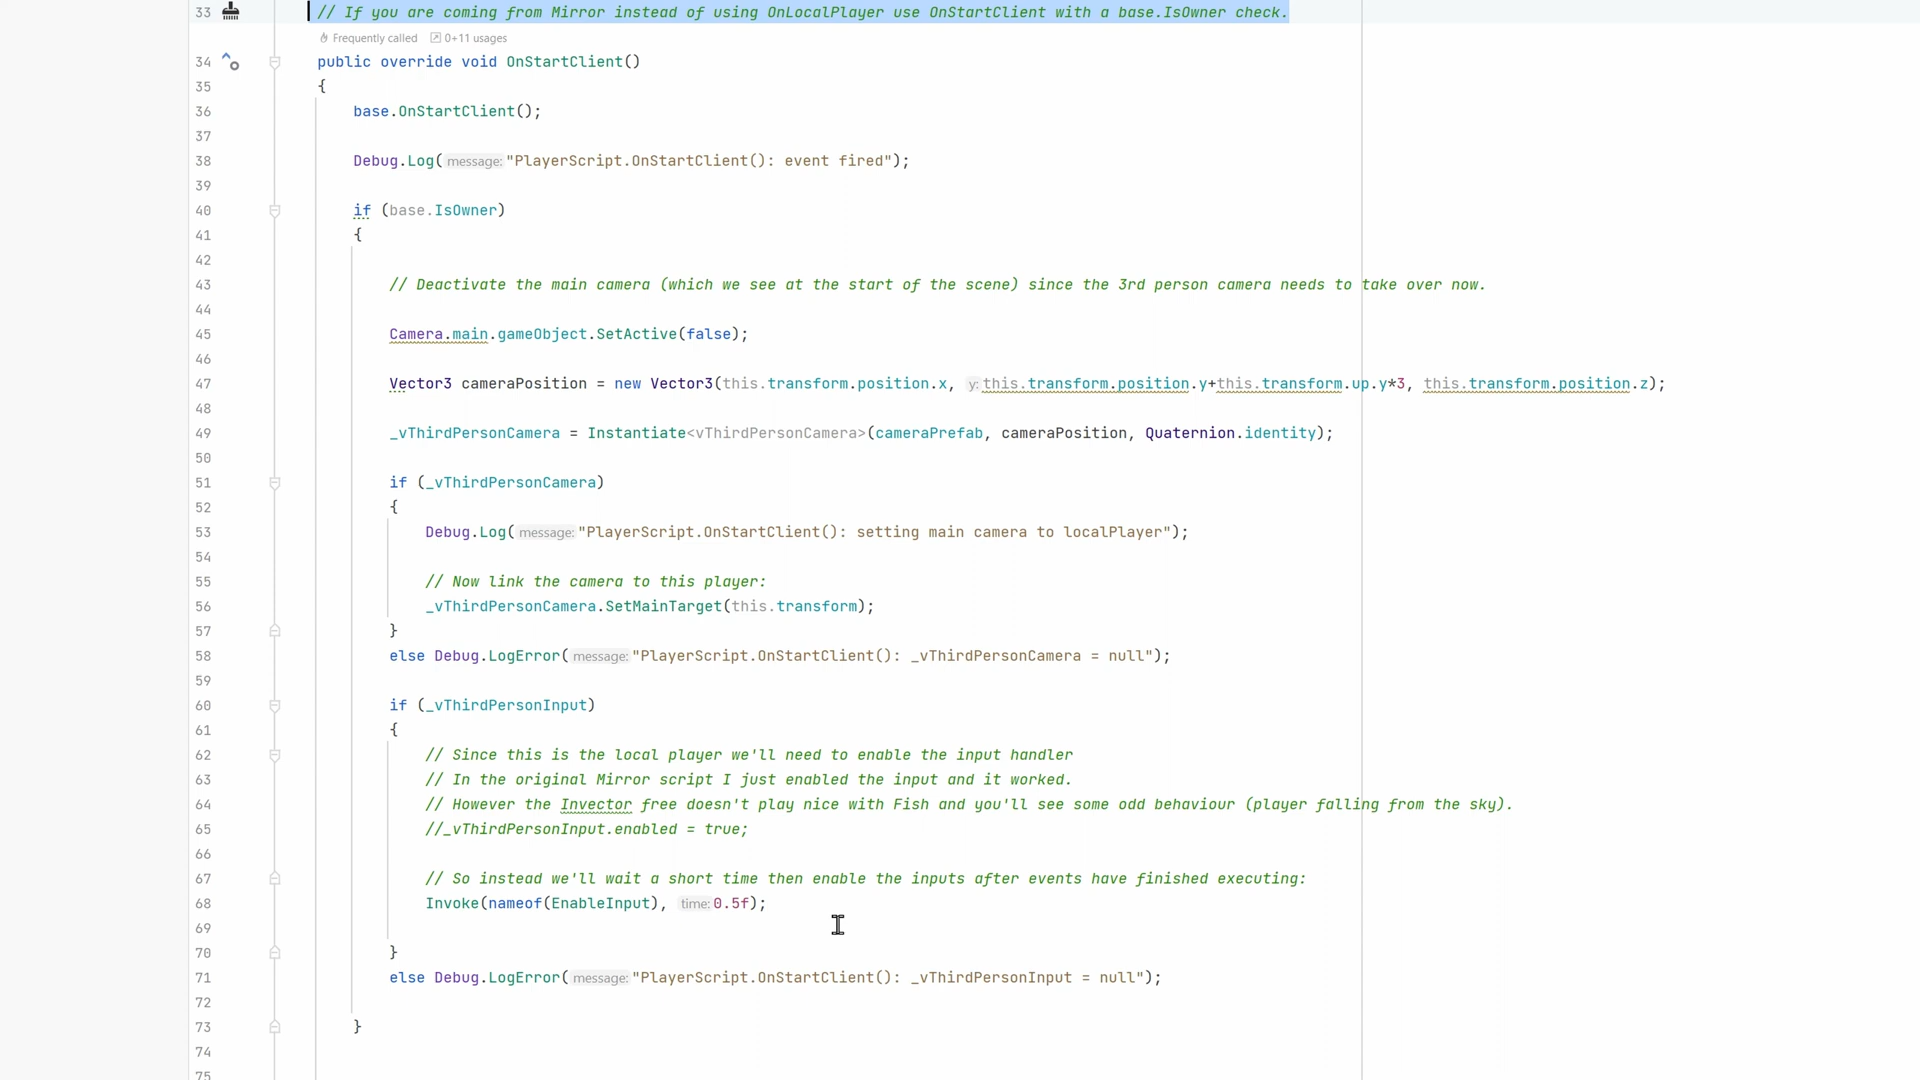 33 // If you are coming from Mirror instead of using OnLocalPlayer use OnStartClient with a base.IsOwner check.
Frequently called 0+11 usages
34 public override void OnStartClient()
35 {
36 base.OnStartClient();
37
38 Debug.Log( message: "PlayerScript.OnStartClient(): event fired");
39
40 if (base.IsOwner)
41 {
42
43 // Deactivate the main camera (which we see at the start of the scene) since the 3rd person camera needs to take over now.
44
45 Camera.main.gameObject.SetActive(false);
46
47 Vector3 cameraPosition = new Vector3(this.transform.position.x, y: this.transform.position.y+this.transform.up.y*3, this.transform.position.z);
48
49 _vThirdPersonCamera = Instantiate<vThirdPersonCamera>(cameraPrefab, cameraPosition, Quaternion.identity);
50
51 if (_vThirdPersonCamera)
52 {
53 Debug.Log( message: "PlayerScript.OnStartClient(): setting main camera to localPlayer");
54
55 // Now link the camera to this player:
56 _vThirdPersonCamera.SetMainTarget(this.transform);
57 }
58 else Debug.LogError( message: "PlayerScript.OnStartClient(): _vThirdPersonCamera = null");
59
60 if (_vThirdPersonInput)
61 {
62 // Since this is the local player we'll need to enable the input handler
63 // In the original Mirror script I just enabled the input and it worked.
64 // However the Invector free doesn't play nice with Fish and you'll see some odd behaviour (player falling from the sky).
65 //_vThirdPersonInput.enabled = true;
66
67 // So instead we'll wait a short time then enable the inputs after events have finished executing:
68 Invoke(nameof(EnableInput), time: 0.5f);
69
70 }
71 else Debug.LogError( message: "PlayerScript.OnStartClient(): _vThirdPersonInput = null");
72
73 }
74
75